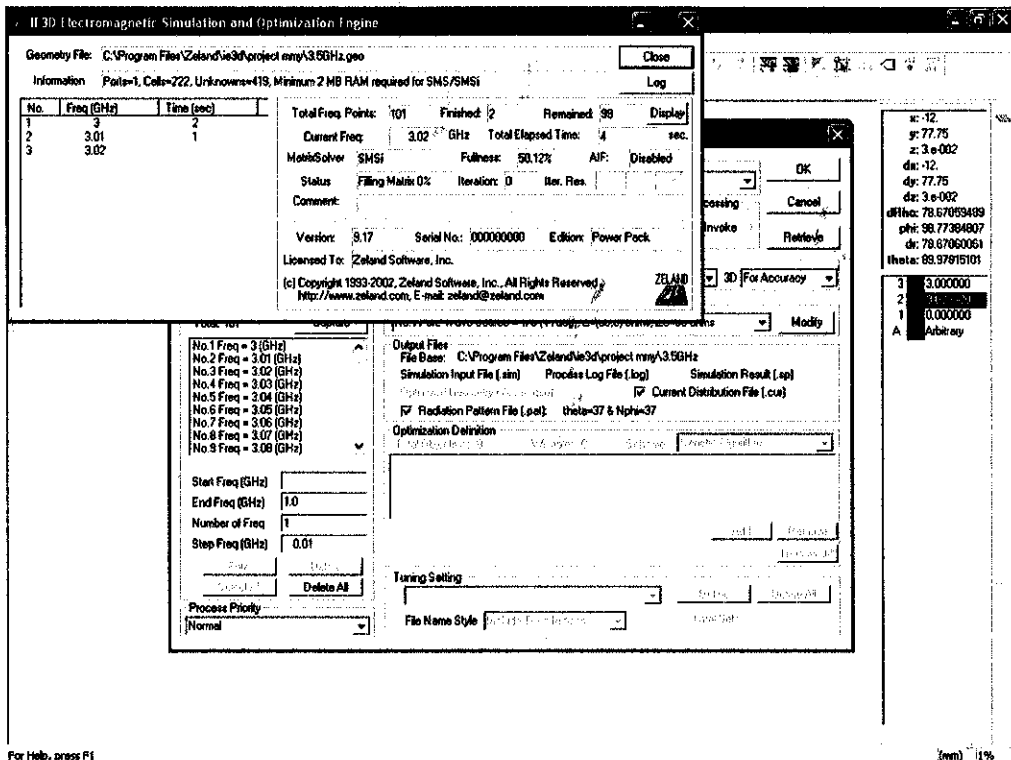 3D Electromagnetic Simulation and Optimization Engine
Geometry File: C:\Program Files\Zeland\ie3d\project mmy\3.5GHz.geo
Close
Information Ports=1, Cells=222, Unknowns=419, Minimum 2 MB RAM required for SMS/SMSi
Log
No. Freq (GHz) Time (sec)
1 3 2
2 3.01 1
3 3.02
Total Freq. Points: 101 Finished: 2 Remained: 99 Display
Current Freq: 3.02 GHz Total Elapsed Time: 4 sec.
MatrixSolver SMSi Fullness: 50.12% AIF: Disabled
Status Filling Matrix 0% Iteration: 0 Iter. Res.
Comment:
Version: 9.17 Serial No.: 000000000 Edition: Power Pack
Licensed To: Zeland Software, Inc.
(c) Copyright 1993-2002, Zeland Software, Inc., All Rights Reserved
http://www.zeland.com, E-mail: zeland@zeland.com
ZELAND
OK
Cancel
Invoke
Retrieve
3D For Accuracy
Modify
x: -12.
y: 77.75
z: 3.e-002
dx: -12.
dy: 77.75
dz: 3.e-002
dRho: 78.67059489
phi: 98.77384807
dr: 78.67060061
theta: 89.97815101
3 3.000000
2
1 0.000000
A Arbitrary
No.1 Freq = 3 (GHz)
No.2 Freq = 3.01 (GHz)
No.3 Freq = 3.02 (GHz)
No.4 Freq = 3.03 (GHz)
No.5 Freq = 3.04 (GHz)
No.6 Freq = 3.05 (GHz)
No.7 Freq = 3.06 (GHz)
No.8 Freq = 3.07 (GHz)
No.9 Freq = 3.08 (GHz)
Start Freq (GHz)
End Freq (GHz) 1.0
Number of Freq 1
Step Freq (GHz) 0.01
Delete All
Process Priority
Normal
Output Files
File Base: C:\Program Files\Zeland\ie3d\project mmy\3.5GHz
Simulation Input File (.sim) Process Log File (.log) Simulation Result (.sp)
Current Distribution File (.cur)
Radiation Pattern File (.pat): theta=37 & Nphi=37
Optimization Definition
Tuning Setting
File Name Style
For Help, press F1
(mm) 1%